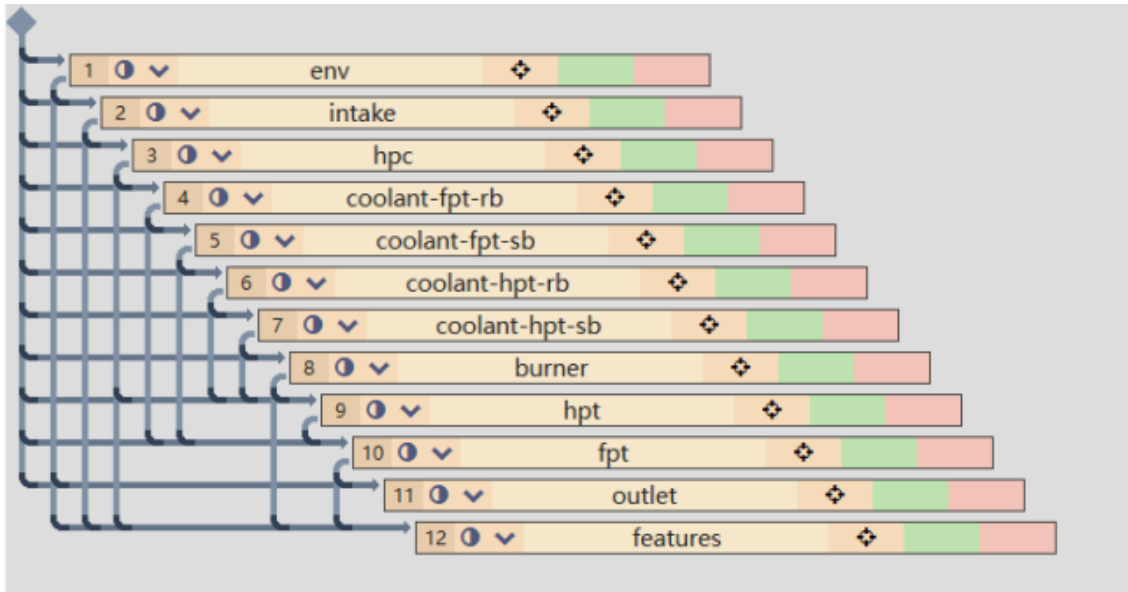 1 env
2 intake
3 hpc
4 coolant-fpt-rb
5 coolant-fpt-sb
6 coolant-hpt-rb
7 coolant-hpt-sb
8 burner
9 hpt
10 fpt
11 outlet
12 features